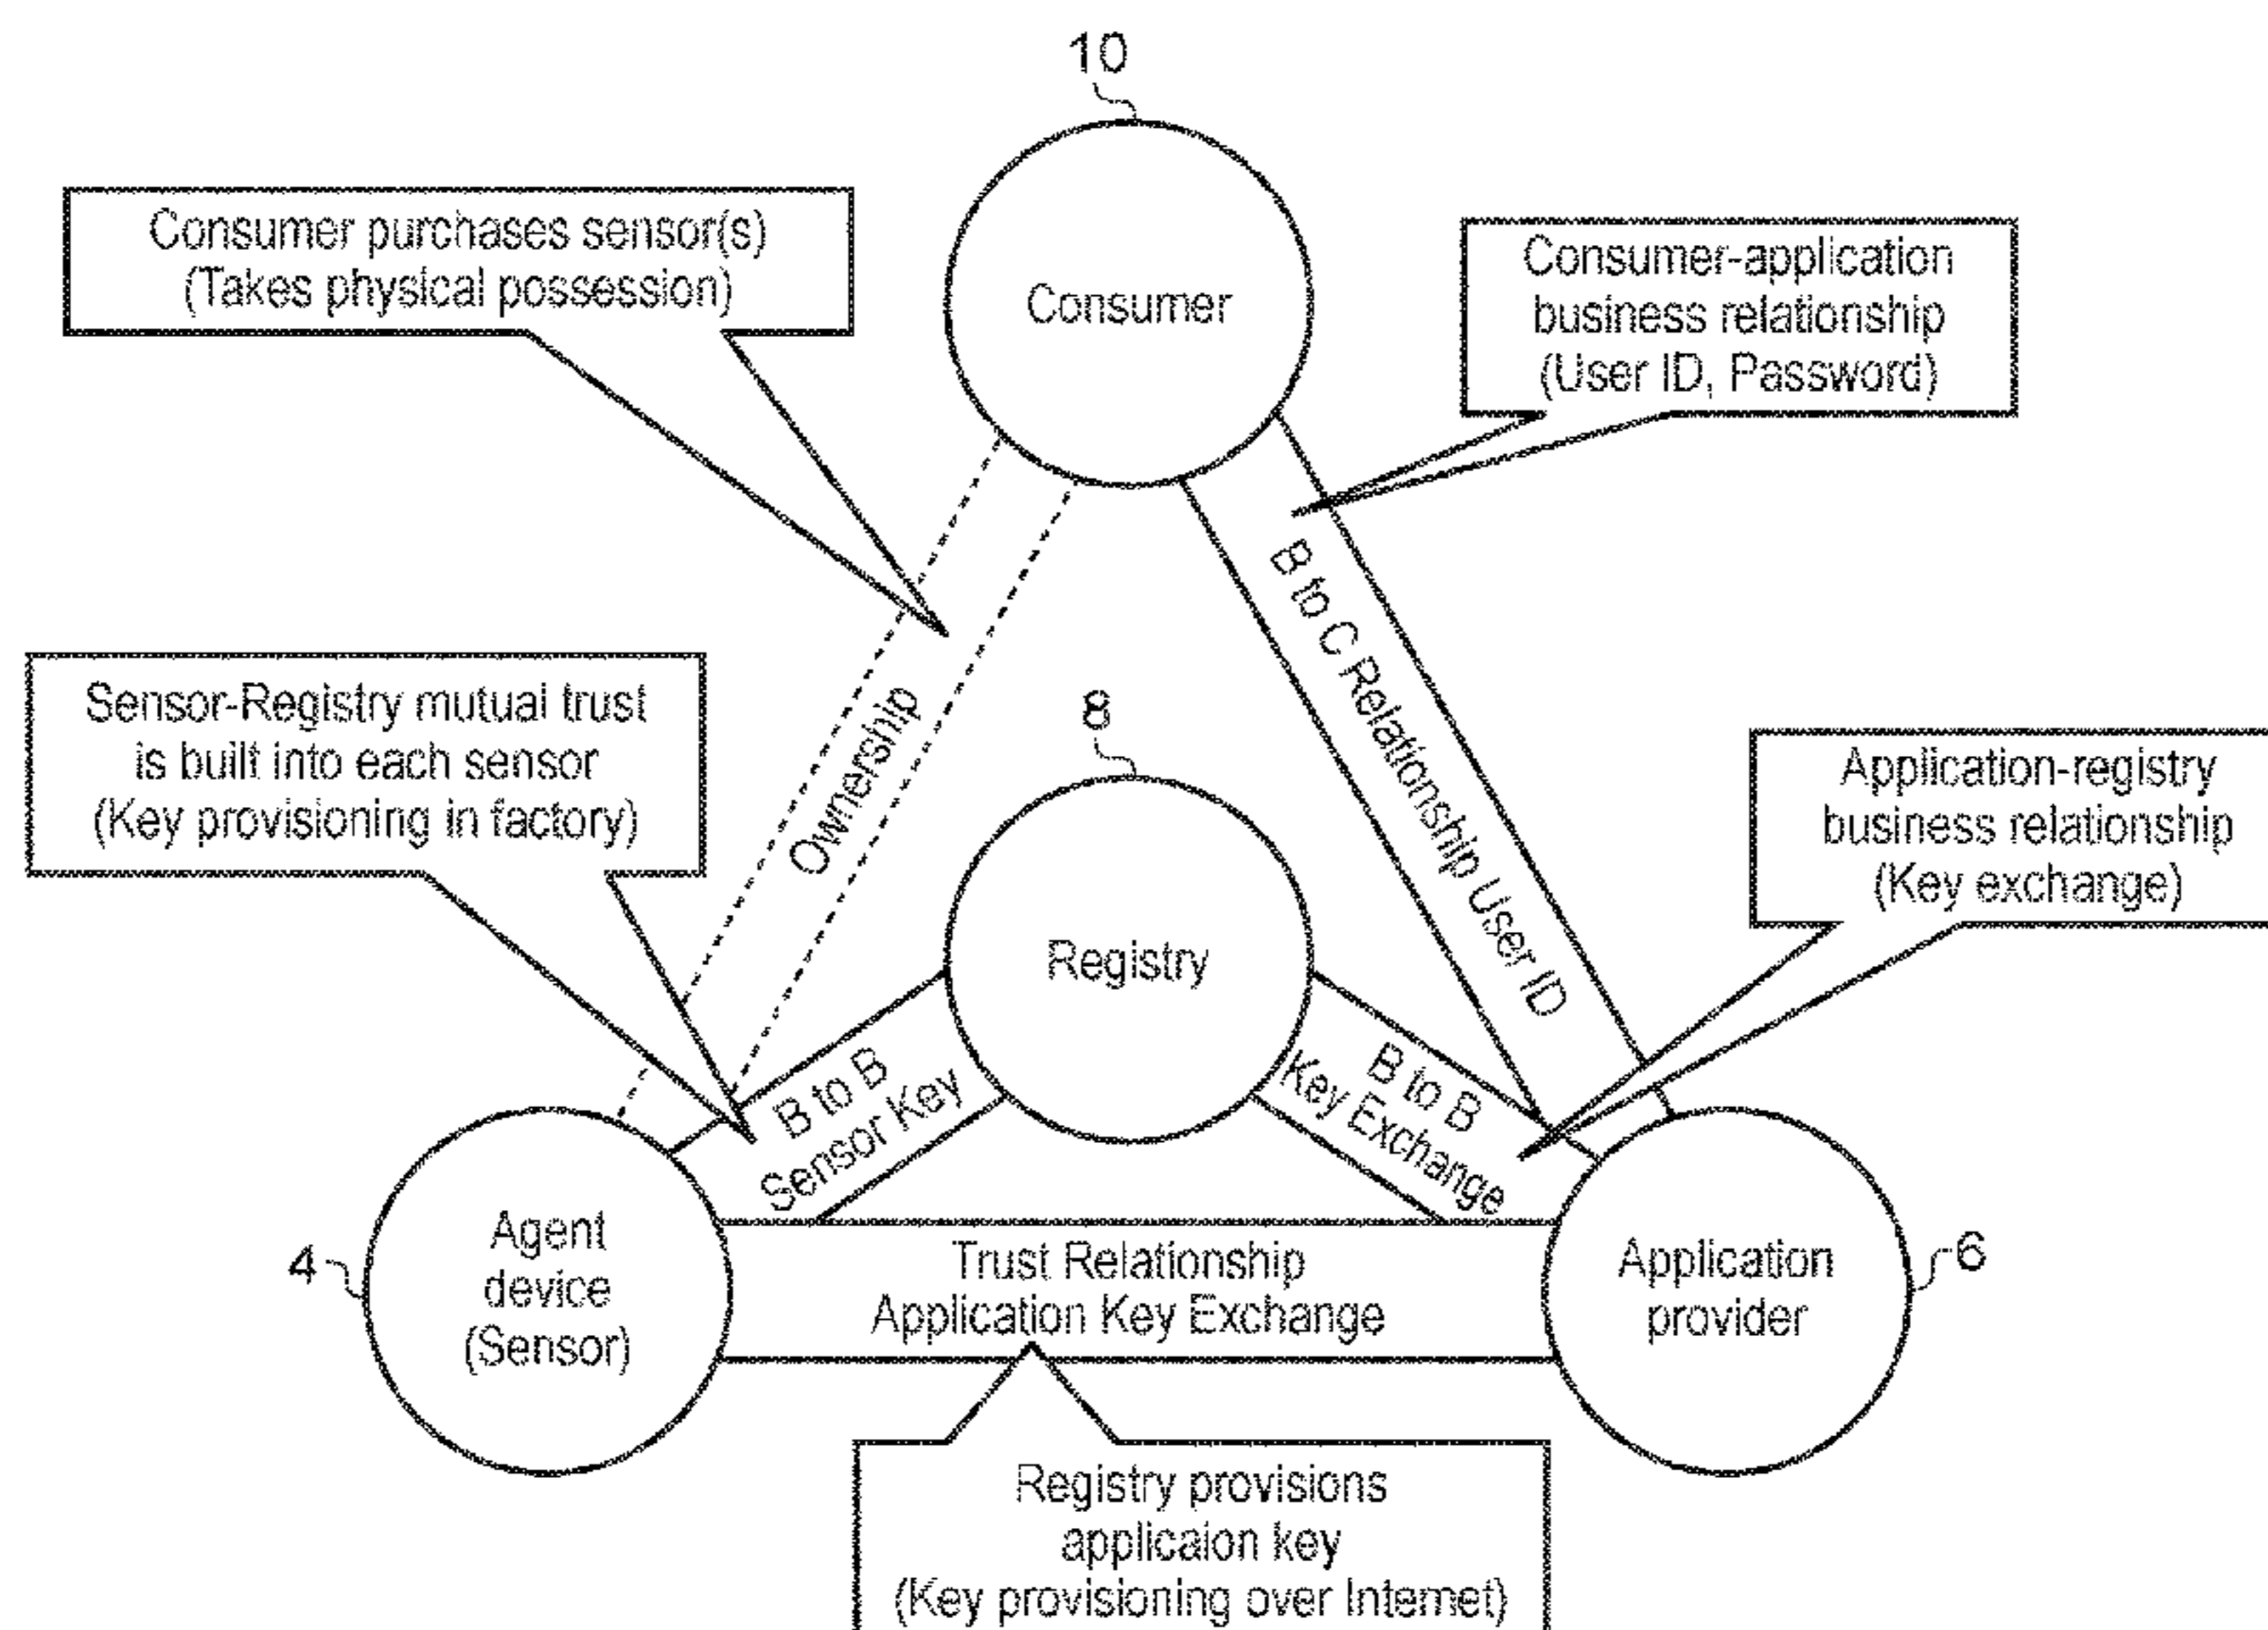 10
Consumer purchases sensor(s)
(Takes physical possession)
Consumer
Consumer-application
business relationship
(User ID, Password)
Sensor-Registry mutual trust
is built into each sensor
(Key provisioning in factory)
Ownership
8
Registry
B to C Relationship User ID
Application-registry
business relationship
(Key exchange)
B to B
Sensor Key
B to B
Key Exchange
4
Agent
device
(Sensor)
Trust Relationship
Application Key Exchange
Application
provider
6
Registry provisions
applicaion key
(Key provisioning over Internet)